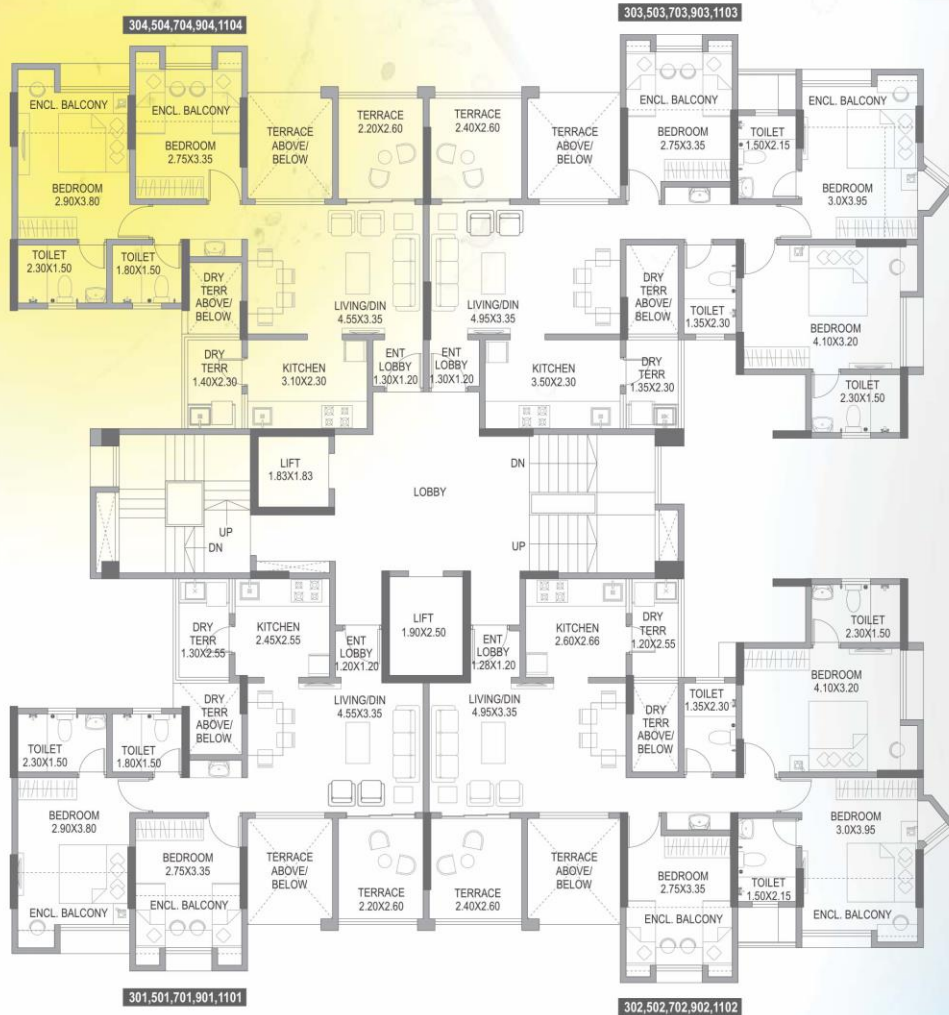 304,504,704,904,1104
303,503,703,903,1103
ENCL. BALCONY
BEDROOM
2.90X3.80
ENCL. BALCONY
BEDROOM
2.75X3.35
TERRACE
ABOVE/
BELOW
TERRACE
2.20X2.60
TERRACE
2.40X2.60
TERRACE
ABOVE/
BELOW
ENCL. BALCONY
BEDROOM
2.75X3.35
TOILET
1.50X2.15
ENCL. BALCONY
BEDROOM
3.0X3.95
TOILET
2.30X1.50
TOILET
1.80X1.50
DRY
TERR
ABOVE/
BELOW
LIVING/DIN
4.55X3.35
LIVING/DIN
4.95X3.35
DRY
TERR
ABOVE/
BELOW
TOILET
1.35X2.30
BEDROOM
4.10X3.20
DRY
TERR
1.40X2.30
KITCHEN
3.10X2.30
ENT
LOBBY
1.30X1.20
ENT
LOBBY
1.30X1.20
KITCHEN
3.50X2.30
DRY
TERR
1.35X2.30
TOILET
2.30X1.50
LIFT
1.83X1.83
LOBBY
DN
UP
UP
DN
DRY
TERR
1.30X2.55
KITCHEN
2.45X2.55
ENT
LOBBY
1.20X1.20
LIFT
1.90X2.50
ENT
LOBBY
1.28X1.20
KITCHEN
2.60X2.66
DRY
TERR
1.20X2.55
TOILET
2.30X1.50
DRY
TERR
ABOVE/
BELOW
LIVING/DIN
4.55X3.35
LIVING/DIN
4.95X3.35
DRY
TERR
ABOVE/
BELOW
TOILET
1.35X2.30
BEDROOM
4.10X3.20
TOILET
2.30X1.50
TOILET
1.80X1.50
BEDROOM
2.90X3.80
ENCL. BALCONY
BEDROOM
2.75X3.35
ENCL. BALCONY
TERRACE
ABOVE/
BELOW
TERRACE
2.20X2.60
TERRACE
2.40X2.60
TERRACE
ABOVE/
BELOW
BEDROOM
2.75X3.35
ENCL. BALCONY
TOILET
1.50X2.15
BEDROOM
3.0X3.95
ENCL. BALCONY
301,501,701,901,1101
302,502,702,902,1102